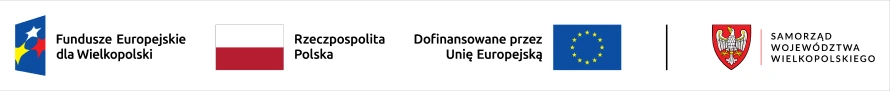 Fundusze Europejskie
dla Wielkopolski
Rzeczpospolita
Polska
Dofinansowane przez
Unię Europejską
SAMORZĄD
WOJEWÓDZTWA
WIELKOPOLSKIEGO